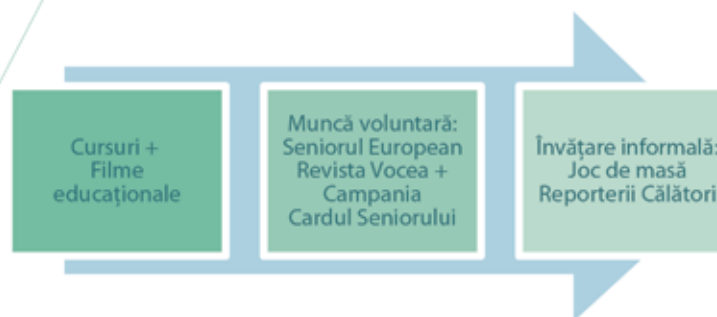 Cursuri +
Filme
educaționale
Muncă voluntară:
Seniorul European
Revista Vocea +
Campania
Cardul Seniorului
Învățare informală:
Joc de masă
Reporterii Călători